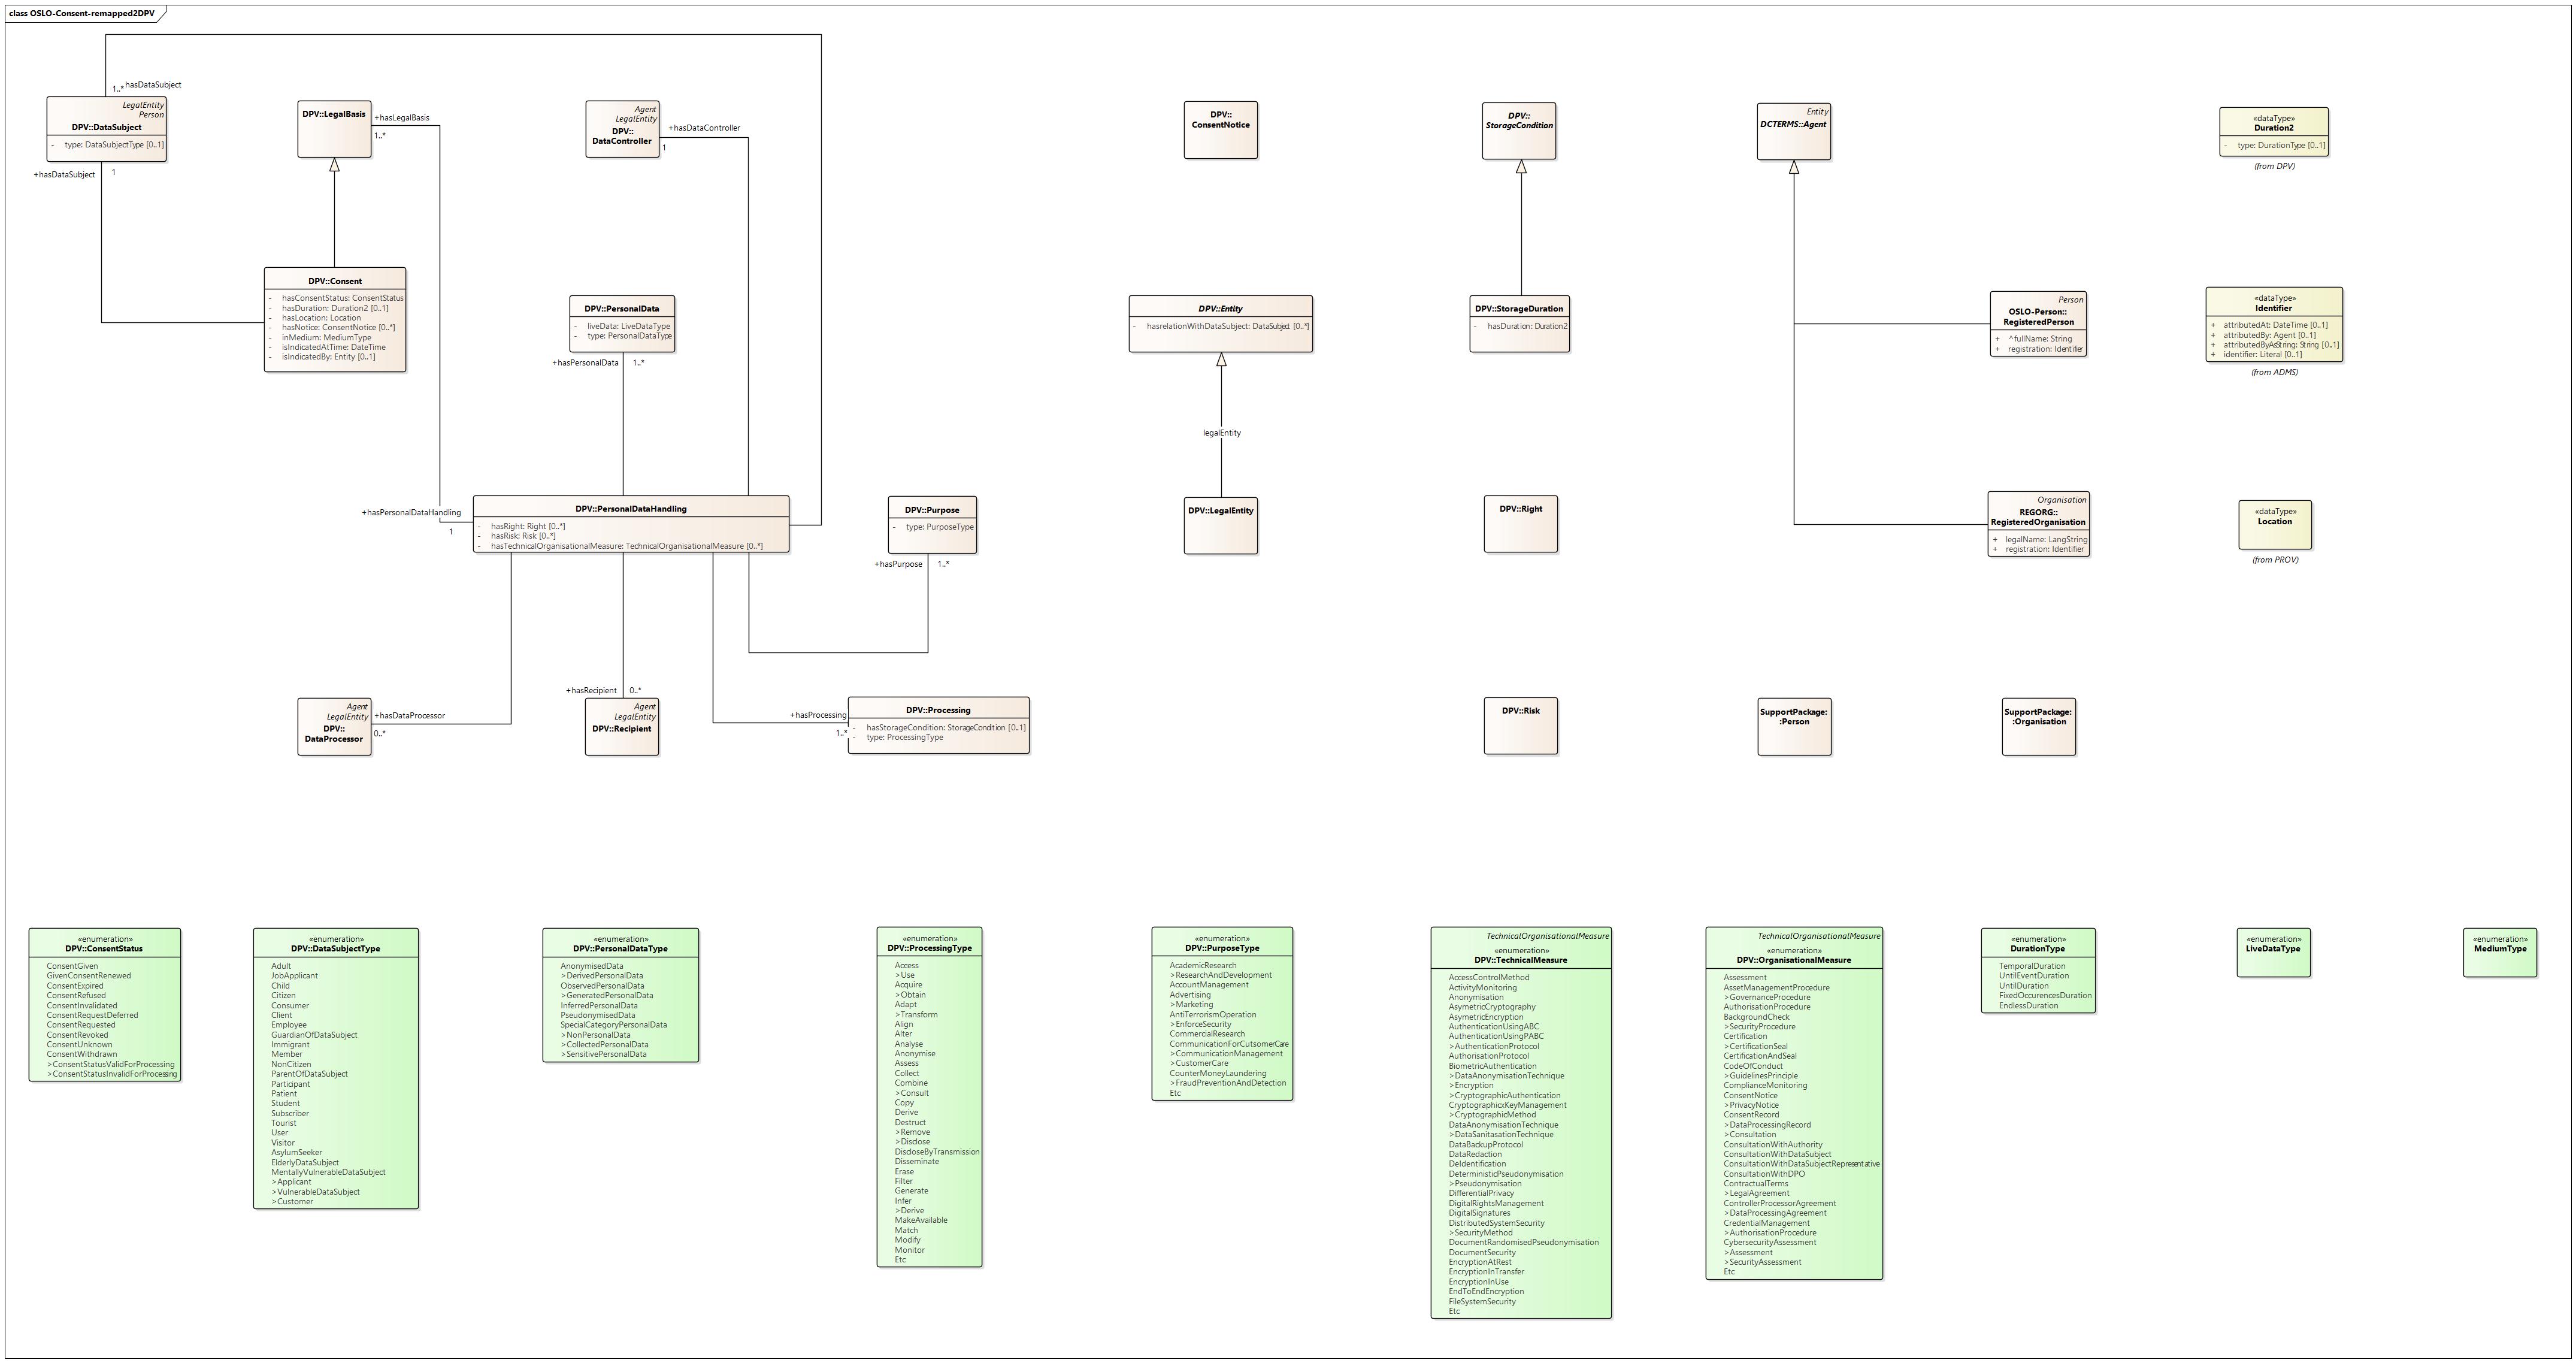 class OSLO-Consent-remapped2DPV
1..*
hasDataSubject
LegalEntity
Person
DPV::DataSubject
- type: DataSubjectType [0..1]
+hasDataSubject
1
DPV::LegalBasis
+hasLegalBasis
1..*
Agent
LegalEntity
DPV::
DataController
+hasDataController
1
DPV::
ConsentNotice
DPV::
StorageCondition
Entity
DCTERMS::Agent
«dataType»
Duration2
- type: DurationType [0..1]
(from DPV)
DPV::Consent
- hasConsentStatus: ConsentStatus
- hasDuration: Duration2 [0..1]
- hasLocation: Location
- hasNotice: ConsentNotice [0..*]
- inMedium: MediumType
- isIndicatedAtTime: DateTime
- isIndicatedBy: Entity [0..1]
DPV::PersonalData
- liveData: LiveDataType
- type: PersonalDataType
+hasPersonalData
1..*
DPV::Entity
- hasrelationWithDataSubject: DataSubject [0..*]
legalEntity
DPV::StorageDuration
- hasDuration: Duration2
Person
OSLO-Person::
RegisteredPerson
+ ^fullName: String
+ registration: Identifier
«dataType»
Identifier
+ attributedAt: DateTime [0..1]
+ attributedBy: Agent [0..1]
+ attributedByAsString: String [0..1]
+ identifier: Literal [0..1]
(from ADMS)
+hasPersonalDataHandling
1
DPV::PersonalDataHandling
- hasRight: Right [0..*]
- hasRisk: Risk [0..*]
- hasTechnicalOrganisationalMeasure: TechnicalOrganisationalMeasure [0..*]
DPV::Purpose
- type: PurposeType
+hasPurpose
1..*
DPV::LegalEntity
DPV::Right
Organisation
REGORG::
RegisteredOrganisation
+ legalName: LangString
+ registration: Identifier
«dataType»
Location
(from PROV)
Agent
LegalEntity
DPV::
DataProcessor
+hasDataProcessor
0..*
+hasRecipient
0..*
Agent
LegalEntity
DPV::Recipient
+hasProcessing
1..*
DPV::Processing
- hasStorageCondition: StorageCondition [0..1]
- type: ProcessingType
DPV::Risk
SupportPackage:
:Person
SupportPackage:
:Organisation
«enumeration»
DPV::ConsentStatus
ConsentGiven
GivenConsentRenewed
ConsentExpired
ConsentRefused
ConsentInvalidated
ConsentRequestDeferred
ConsentRequested
ConsentRevoked
ConsentUnknown
ConsentWithdrawn
>ConsentStatusValidForProcessing
>ConsentStatusInvalidForProcessing
«enumeration»
DPV::DataSubjectType
Adult
JobApplicant
Child
Citizen
Consumer
Client
Employee
GuardianOfDataSubject
Immigrant
Member
NonCitizen
ParentOfDataSubject
Participant
Patient
Student
Subscriber
Tourist
User
Visitor
AsylumSeeker
ElderlyDataSubject
MentallyVulnerableDataSubject
>Applicant
>VulnerableDataSubject
>Customer
«enumeration»
DPV::PersonalDataType
AnonymisedData
>DerivedPersonalData
ObservedPersonalData
>GeneratedPersonalData
InferredPersonalData
PseudonymisedData
SpecialCategoryPersonalData
>NonPersonalData
>CollectedPersonalData
>SensitivePersonalData
«enumeration»
DPV::ProcessingType
Access
>Use
Acquire
>Obtain
Adapt
>Transform
Align
Alter
Analyse
Anonymise
Assess
Collect
Combine
>Consult
Copy
Derive
Destruct
>Remove
>Disclose
DiscloseByTransmission
Disseminate
Erase
Filter
Generate
Infer
>Derive
MakeAvailable
Match
Modify
Monitor
Etc
«enumeration»
DPV::PurposeType
AcademicResearch
>ResearchAndDevelopment
AccountManagement
Advertising
>Marketing
AntiTerrorismOperation
>EnforceSecurity
CommercialResearch
CommunicationForCutsomerCare
>CommunicationManagement
>CustomerCare
CounterMoneyLaundering
>FraudPreventionAndDetection
Etc
TechnicalOrganisationalMeasure
«enumeration»
DPV::TechnicalMeasure
AccessControlMethod
ActivityMonitoring
Anonymisation
AsymetricCryptography
AsymetricEncryption
AuthenticationUsingABC
AuthenticationUsingPABC
>AuthenticationProtocol
AuthorisationProtocol
BiometricAuthentication
>DataAnonymisationTechnique
>Encryption
>CryptographicAuthentication
CryptographicxKeyManagement
>CryptographicMethod
DataAnonymisationTechnique
>DataSanitasationTechnique
DataBackupProtocol
DataRedaction
DeIdentification
DeterministicPseudonymisation
>Pseudonymisation
DifferentialPrivacy
DigitalRightsManagement
DigitalSignatures
DistributedSystemSecurity
>SecurityMethod
DocumentRandomisedPseudonymisation
DocumentSecurity
EncryptionAtRest
EncryptionInTransfer
EncryptionInUse
EndToEndEncryption
FileSystemSecurity
Etc
TechnicalOrganisationalMeasure
«enumeration»
DPV::OrganisationalMeasure
Assessment
AssetManagementProcedure
>GovernanceProcedure
AuthorisationProcedure
BackgroundCheck
>SecurityProcedure
Certification
>CertificationSeal
CertificationAndSeal
CodeOfConduct
>GuidelinesPrinciple
ComplianceMonitoring
ConsentNotice
>PrivacyNotice
ConsentRecord
>DataProcessingRecord
>Consultation
ConsultationWithAuthority
ConsultationWithDataSubject
ConsultationWithDataSubjectRepresentative
ConsultationWithDPO
ContractualTerms
>LegalAgreement
ControllerProcessorAgreement
>DataProcessingAgreement
CredentialManagement
>AuthorisationProcedure
CybersecurityAssessment
>Assessment
>SecurityAssessment
Etc
«enumeration»
DurationType
TemporalDuration
UntilEventDuration
UntilDuration
FixedOccurencesDuration
EndlessDuration
«enumeration»
LiveDataType
«enumeration»
MediumType